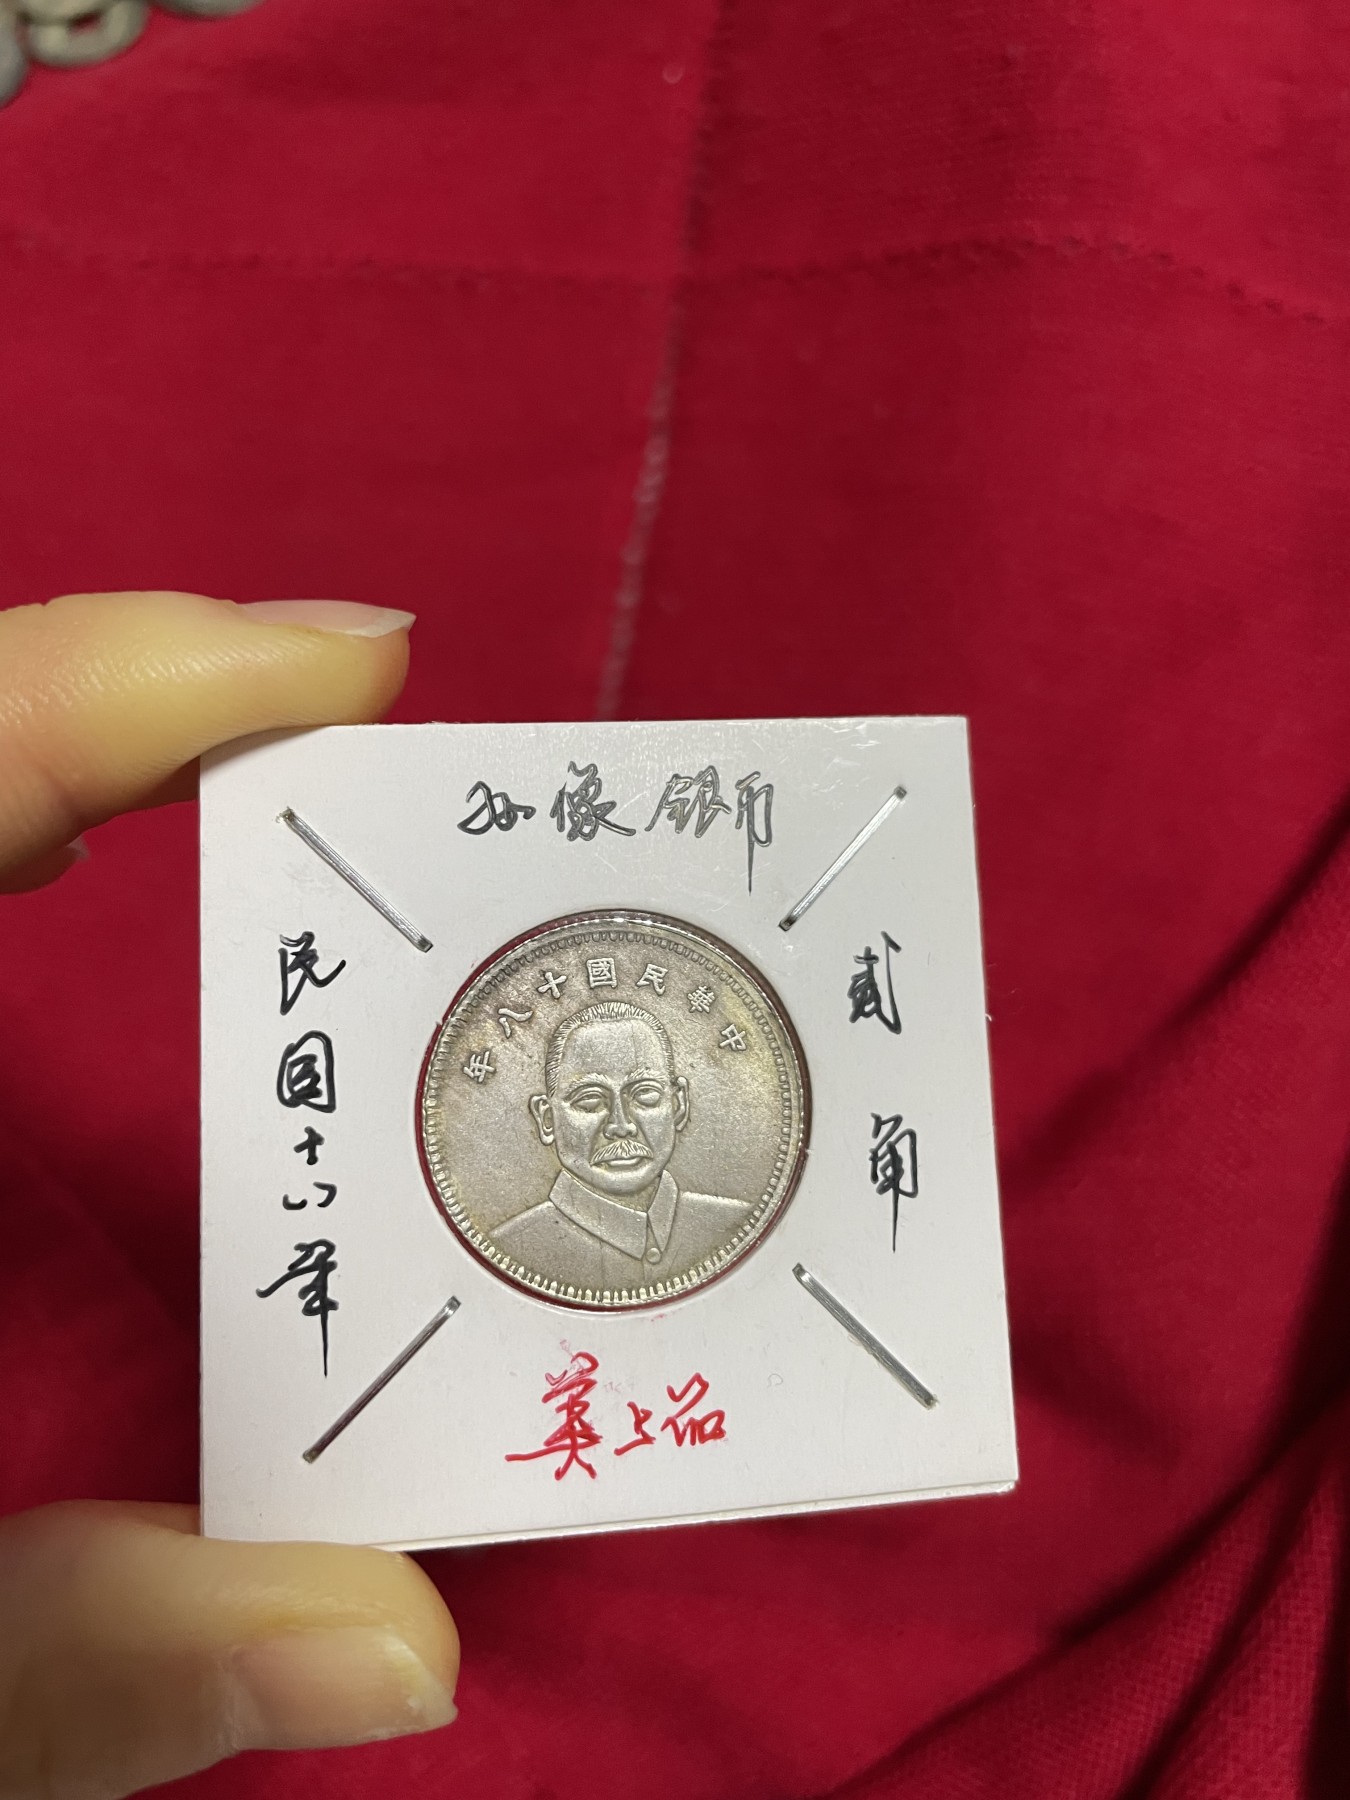 孙像银币
民国十八年
中華民國十八年
贰角
美上品